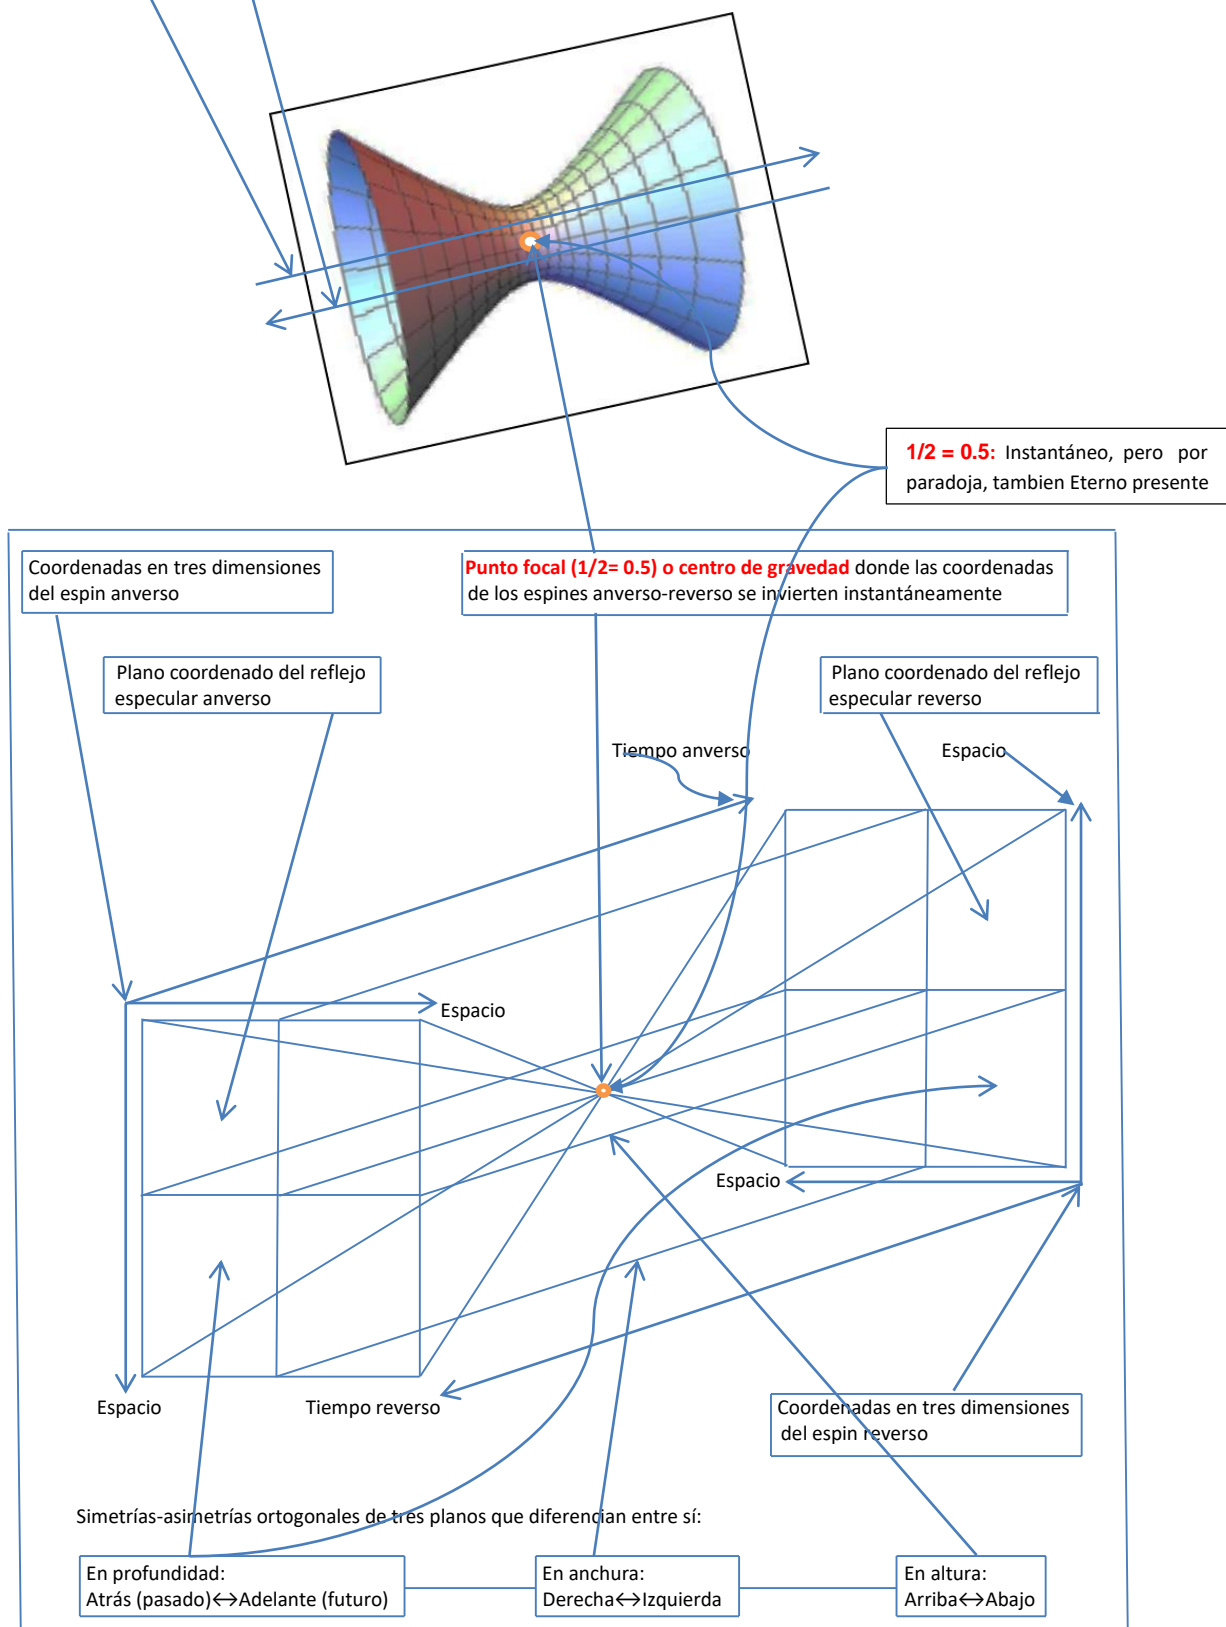 1/2 = 0.5: Instantáneo, pero por
paradoja, tambien Eterno presente
Coordenadas en tres dimensiones
del espin anverso
Punto focal (1/2= 0.5) o centro de gravedad donde las coordenadas
de los espines anverso-reverso se invierten instantáneamente
Plano coordenado del reflejo
especular anverso
Plano coordenado del reflejo
especular reverso
Tiempo anverso
Espacio
Espacio
Espacio
Espacio
Tiempo reverso
Coordenadas en tres dimensiones
del espin reverso
Simetrías-asimetrías ortogonales de tres planos que diferencian entre sí:
En profundidad:
Atrás (pasado)↔Adelante (futuro)
En anchura:
Derecha↔Izquierda
En altura:
Arriba↔Abajo